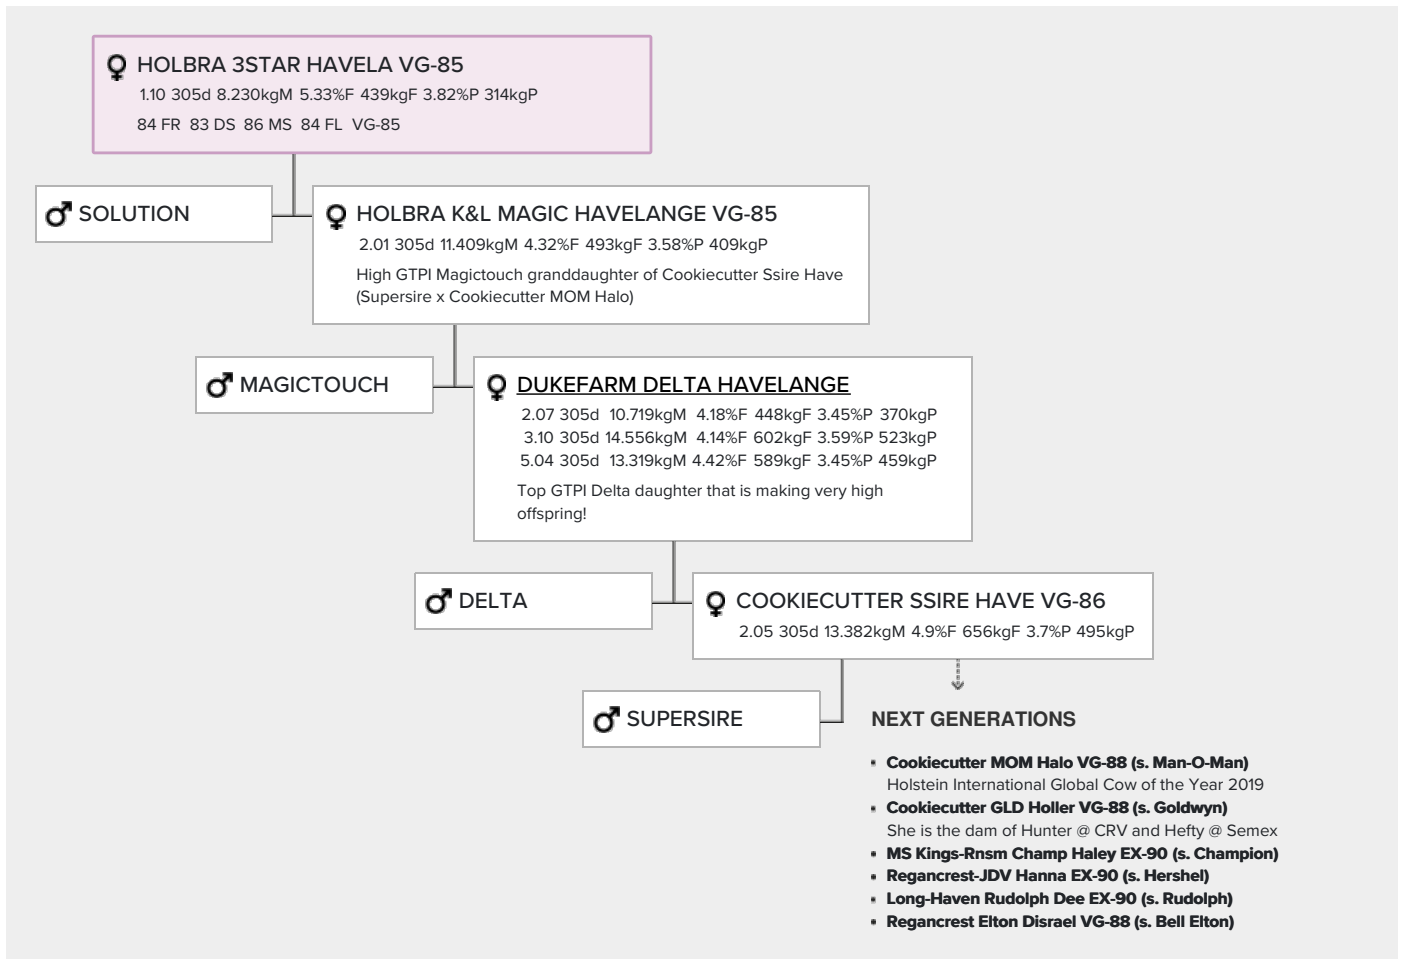 HOLBRA 3STAR HAVELA VG-85
1.10 305d 8.230kgM 5.33%F 439kgF 3.82%P 314kgP
84 FR 83 DS 86 MS 84 FL VG-85
SOLUTION
HOLBRA K&L MAGIC HAVELANGE VG-85
2.01 305d 11.409kgM 4.32%F 493kgF 3.58%P 409kgP
High GTPI Magictouch granddaughter of Cookiecutter Ssire Have
(Supersire x Cookiecutter MOM Halo)
MAGICTOUCH
DUKEFARM DELTA HAVELANGE
2.07 305d 10.719kgM 4.18%F 448kgF 3.45%P 370kgP
3.10 305d 14.556kgM 4.14%F 602kgF 3.59%P 523kgP
5.04 305d 13.319kgM 4.42%F 589kgF 3.45%P 459kgP
Top GTPI Delta daughter that is making very high
offspring!
DELTA
COOKIECUTTER SSIRE HAVE VG-86
2.05 305d 13.382kgM 4.9%F 656kgF 3.7%P 495kgP
SUPERSIRE
NEXT GENERATIONS
Cookiecutter MOM Halo VG-88 (s. Man-O-Man)
Holstein International Global Cow of the Year 2019
Cookiecutter GLD Holler VG-88 (s. Goldwyn)
She is the dam of Hunter @ CRV and Hefty @ Semex
MS Kings-Rnsm Champ Haley EX-90 (s. Champion)
Regancrest-JDV Hanna EX-90 (s. Hershel)
Long-Haven Rudolph Dee EX-90 (s. Rudolph)
Regancrest Elton Disrael VG-88 (s. Bell Elton)